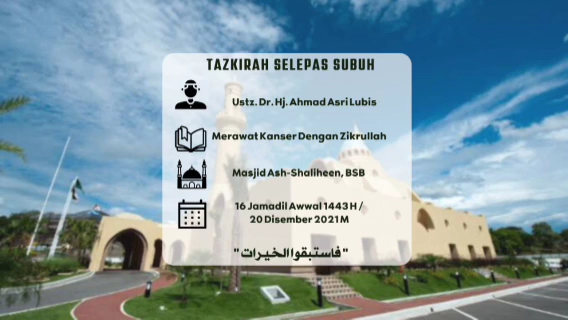 TAZKIRAH SELEPAS SUBUH
Ustz. Dr. Hj. Ahmad Asri Lubis
Merawat Kanser Dengan Zikrullah
Masjid Ash-Shaliheen, BSB
16 Jamadil Awwal 1443 H /
20 Disember 2021 M
"فاستبقوا الخيرات"